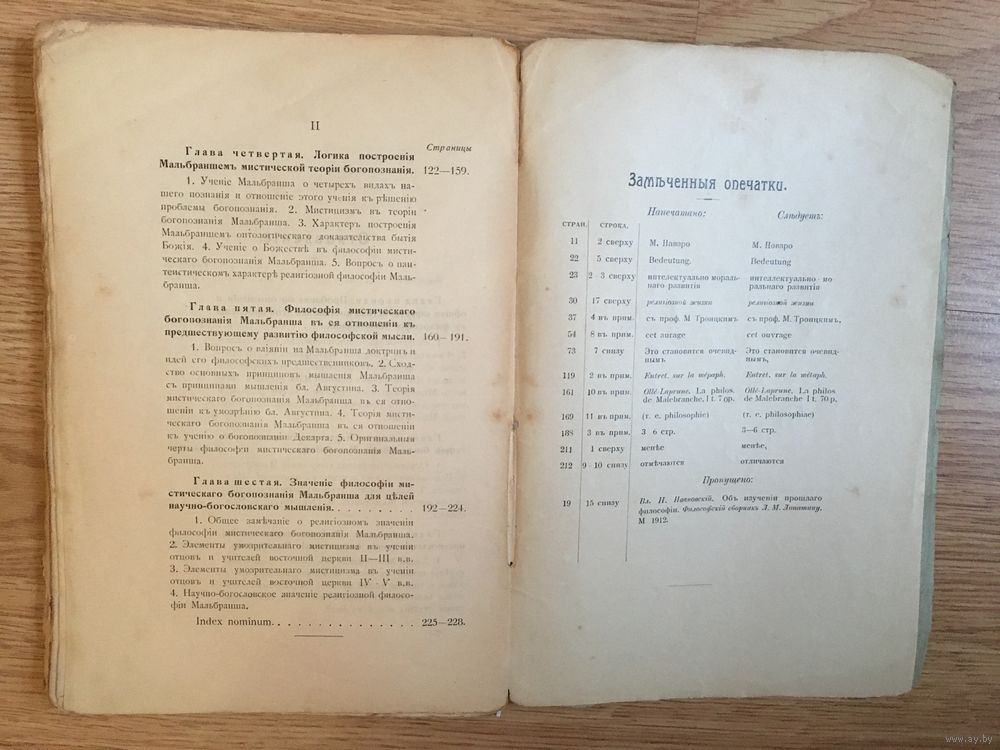 II
Страницы
Глава четвертая. Логика построенія
Мальбраншемъ мистической теоріи богопознанія. 122—159.
1. Ученіе Мальбранша о четырехъ видахъ на-
шего познанія и отношеніе этого ученія къ рѣшенію
проблемы богопознанія. 2. Мистицизмъ въ теоріи
богопознанія Мальбранша. 3. Характеръ построенія
Мальбраншемъ онтологическаго доказательства бытія
Божія. 4. Ученіе о Божествѣ въ философіи мисти-
ческаго богопознанія Мальбранша. 5. Вопросъ о пан-
теистическомъ характерѣ религіозной философіи Маль-
бранша.
Глава пятая. Философія мистическаго
богопознанія Мальбранша въ ея отношеніи къ
предшествующему развитію философской мысли. 160—191.
1. Вопросъ о вліяніи на Мальбранша доктринъ и
идей его философскихъ предшественниковъ. 2. Сход-
ство основныхъ принциповъ мышленія Мальбранша
съ принципами мышленія бл. Августина. 3. Теорія
мистическаго богопознанія Мальбранша въ ея отно-
шеніи къ умозрѣнію бл. Августина. 4. Теорія мисти-
ческаго богопознанія Мальбранша въ ея отношеніи
къ ученію о богопознаніи Декарта. 5. Оригинальныя
черты философіи мистическаго богопознанія Маль-
бранша.
Глава шестая. Значеніе философіи ми-
стическаго богопознанія Мальбранша для цѣлей
научно-богословскаго мышленія. . . . . . . . . 192—224.
1. Общее замѣчаніе о религіозномъ значеніи
философіи мистическаго богопознанія Мальбранша.
2. Элементы умозрительнаго мистицизма въ ученіи
отцовъ и учителей восточной церкви II—III в.в.
3. Элементы умозрительнаго мистицизма въ ученіи
отцовъ и учителей восточной церкви IV-V в.в.
4. Научно-богословское значеніе религіозной филосо-
фіи Мальбранша.
Index nominum. . . . . . . . . . . . . . . 225—228.
Замѣченныя опечатки.
Напечатано: Слѣдуетъ:
СТРАН. СТРОКА.
11 2 сверху М. Наваро М. Новаро
22 5 сверху Bedeutung. Bedeutung
23 2-3 сверху интелектуально мораль- интеллектуально-мо-
наго развитія ральнаго развитія
30 17 сверху религіозной жизни религіозной жизни
37 4 въ прим. съ проф. М Троицкимъ, съ проф. М. Троицкимъ,
54 8 въ прим. cet aurage cet ouvrage
73 7 снизу Это становится очевид- Это становится очевид-
нымъ нымъ,
119 2 въ прим. Entret. sur la mépaph. Entret. sur la métaph.
161 10 въ прим. Ollé-Laprune. La philos. Ollé-Laprune. La philos
de Malebranche. I t. 7 0p. de Malebranche I t. 70 p,
169 11 въ прим. (т. е. philosophie) (т. е. philosophiae)
188 3 въ прим. 3 6 стр. 3—6 стр.
211 1 сверху менѣе менѣе,
212 9-10 снизу отмѣчаются отличаются
Пропущено:
19 15 снизу Вл. Н. Ивановскій. Объ изученіи прошлаго
философіи. Философскій сборникъ Л. М. Лопатину,
М 1912.
www.ay.by